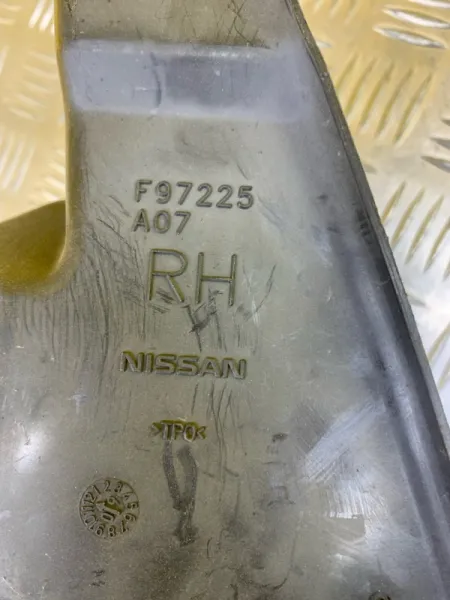 F97225
A07
RH
NISSAN
>TPO<